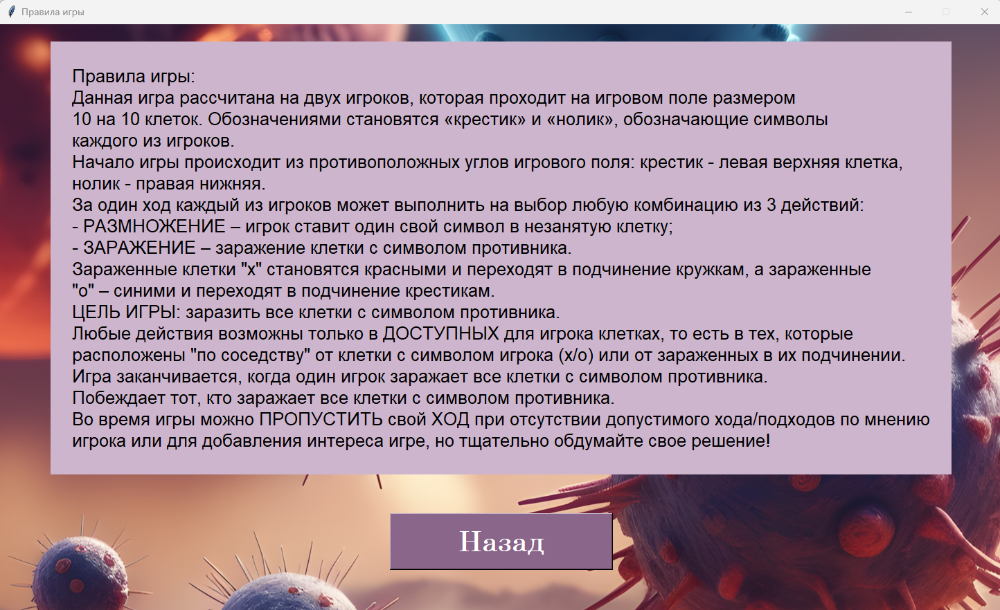 Правила игры
Правила игры:
Данная игра рассчитана на двух игроков, которая проходит на игровом поле размером
10 на 10 клеток. Обозначениями становятся «крестик» и «нолик», обозначающие символы
каждого из игроков.
Начало игры происходит из противоположных углов игрового поля: крестик - левая верхняя клетка,
нолик - правая нижняя.
За один ход каждый из игроков может выполнить на выбор любую комбинацию из 3 действий:
- РАЗМНОЖЕНИЕ – игрок ставит один свой символ в незанятую клетку;
- ЗАРАЖЕНИЕ – заражение клетки с символом противника.
Зараженные клетки "х" становятся красными и переходят в подчинение кружкам, а зараженные
"о" – синими и переходят в подчинение крестикам.
ЦЕЛЬ ИГРЫ: заразить все клетки с символом противника.
Любые действия возможны только в ДОСТУПНЫХ для игрока клетках, то есть в тех, которые
расположены "по соседству" от клетки с символом игрока (х/о) или от зараженных в их подчинении.
Игра заканчивается, когда один игрок заражает все клетки с символом противника.
Побеждает тот, кто заражает все клетки с символом противника.
Во время игры можно ПРОПУСТИТЬ свой ХОД при отсутствии допустимого хода/подходов по мнению
игрока или для добавления интереса игре, но тщательно обдумайте свое решение!
Назад